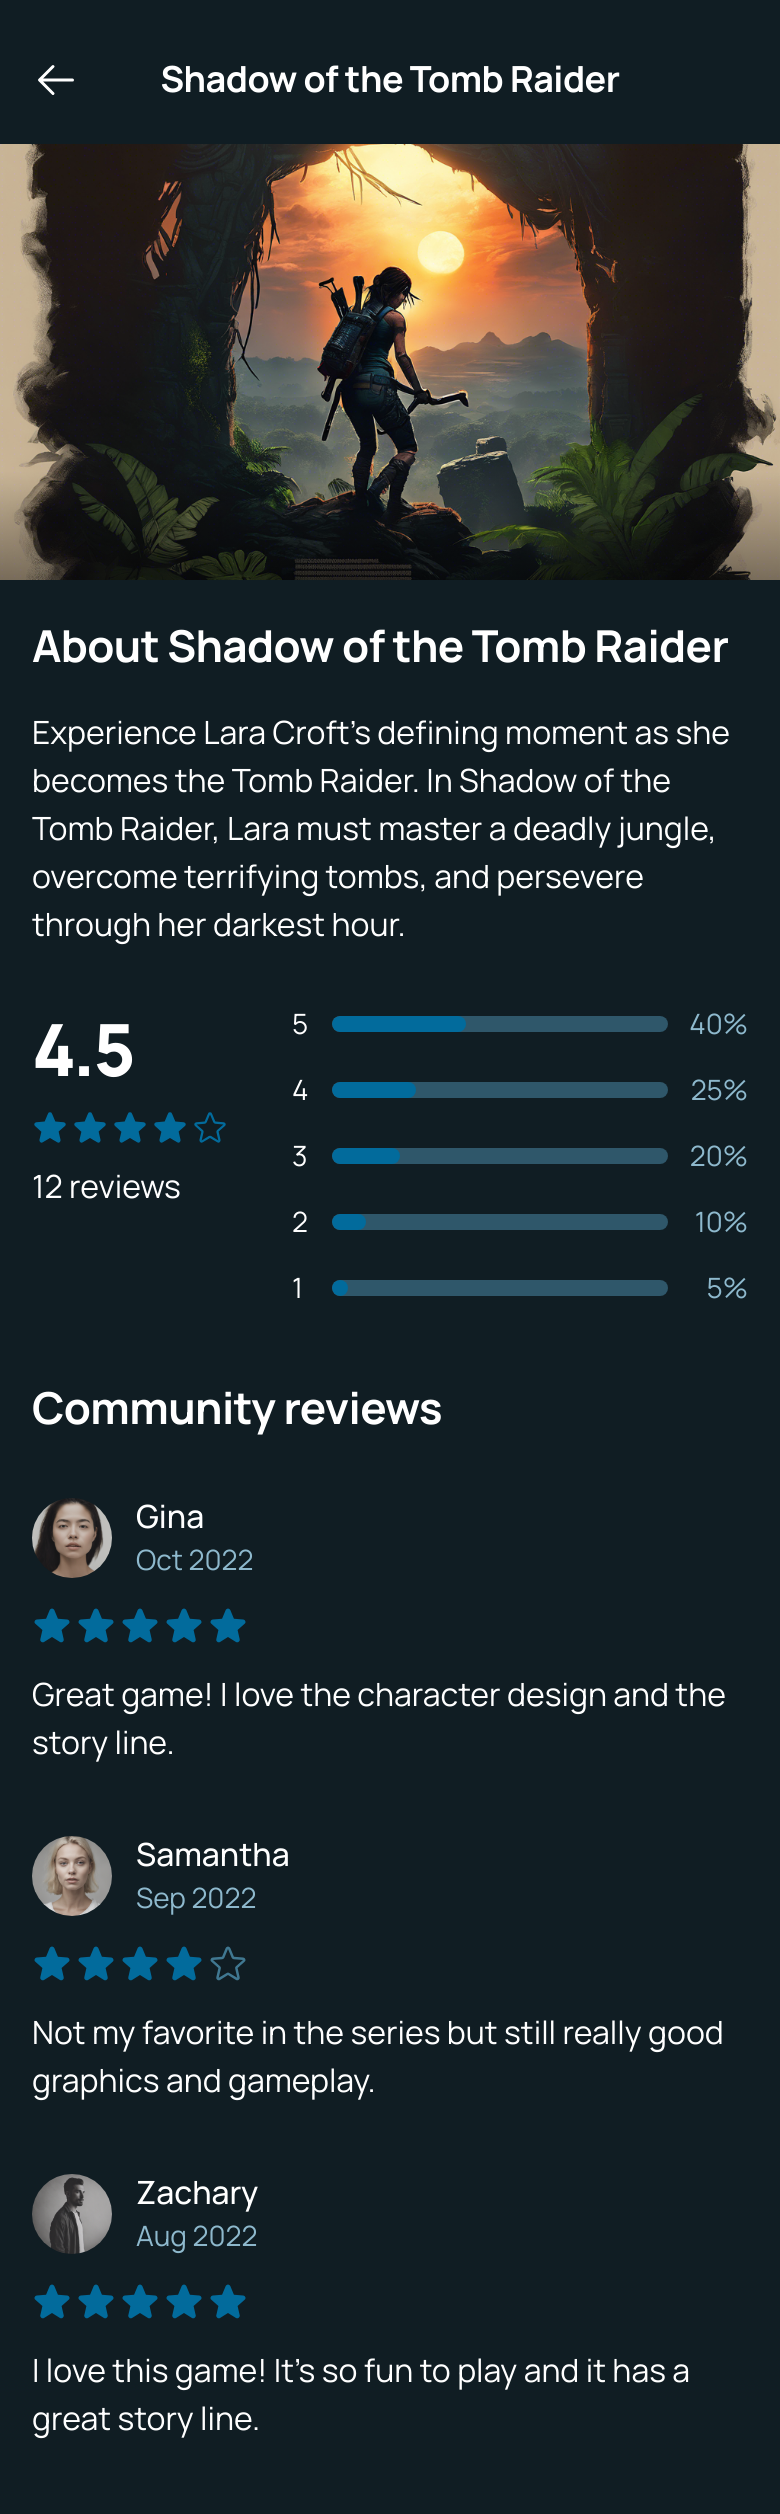 Shadow of the Tomb Raider
About Shadow of the Tomb Raider
Experience Lara Croft’s defining moment as she
becomes the Tomb Raider. In Shadow of the
Tomb Raider, Lara must master a deadly jungle,
overcome terrifying tombs, and persevere
through her darkest hour.
4.5
12 reviews
5 40%
4 25%
3 20%
2 10%
1 5%
Community reviews
Gina
Oct 2022
Great game! I love the character design and the
story line.
Samantha
Sep 2022
Not my favorite in the series but still really good
graphics and gameplay.
Zachary
Aug 2022
I love this game! It’s so fun to play and it has a
great story line.